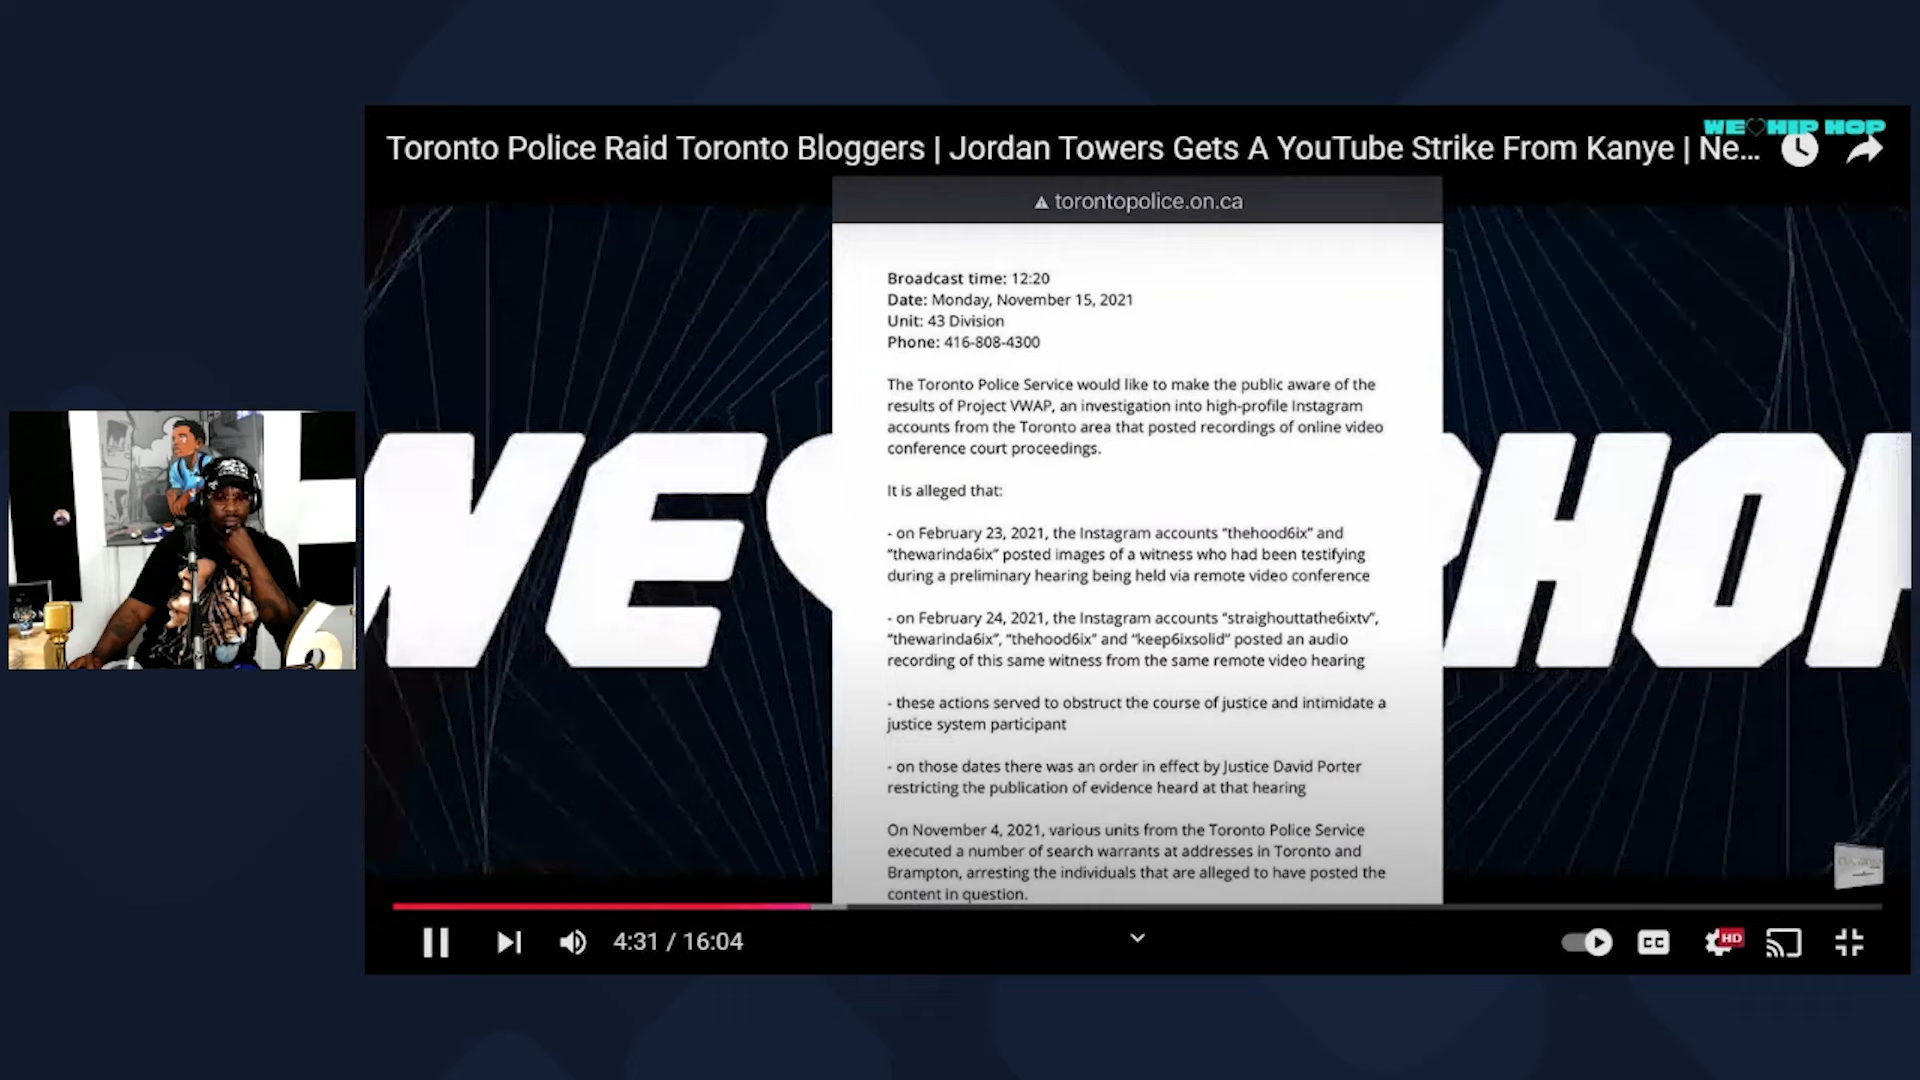 Toronto Police Raid Toronto Bloggers | Jordan Towers Gets A YouTube Strike From Kanye | Ne...
WE HIP HOP
torontopolice.on.ca
Broadcast time: 12:20
Date: Monday, November 15, 2021
Unit: 43 Division
Phone: 416-808-4300
The Toronto Police Service would like to make the public aware of the
results of Project VWAP, an investigation into high-profile Instagram
accounts from the Toronto area that posted recordings of online video
conference court proceedings.
It is alleged that:
- on February 23, 2021, the Instagram accounts “thehood6ix” and
“thewarinda6ix” posted images of a witness who had been testifying
during a preliminary hearing being held via remote video conference
- on February 24, 2021, the Instagram accounts “straighouttathe6ixtv”,
“thewarinda6ix”, “thehood6ix” and “keep6ixsolid” posted an audio
recording of this same witness from the same remote video hearing
- these actions served to obstruct the course of justice and intimidate a
justice system participant
- on those dates there was an order in effect by Justice David Porter
restricting the publication of evidence heard at that hearing
On November 4, 2021, various units from the Toronto Police Service
executed a number of search warrants at addresses in Toronto and
Brampton, arresting the individuals that are alleged to have posted the
content in question.
WE HOP
6
4:31 / 16:04
CC
HD